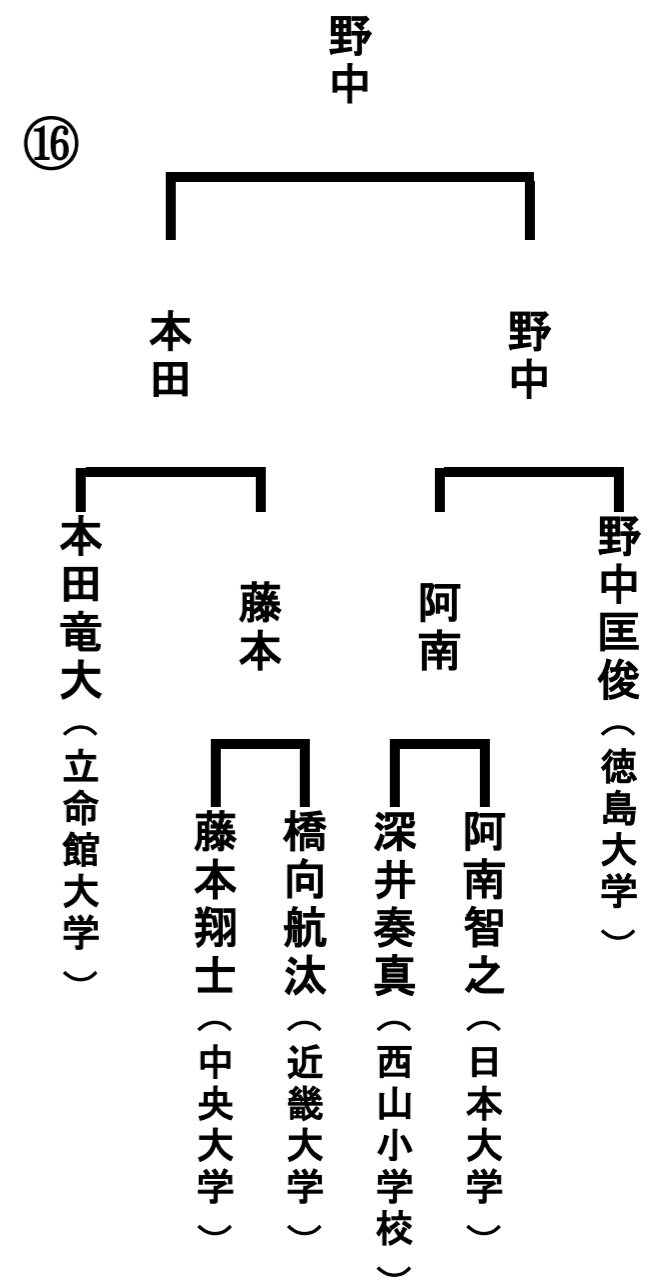 野中
⑯
本田
野中
本田竜大（立命館大学）
藤本
阿南
野中匡俊（徳島大学）
藤本翔士（中央大学）
橋向航汰（近畿大学）
深井奏真（西山小学校）
阿南智之（日本大学）